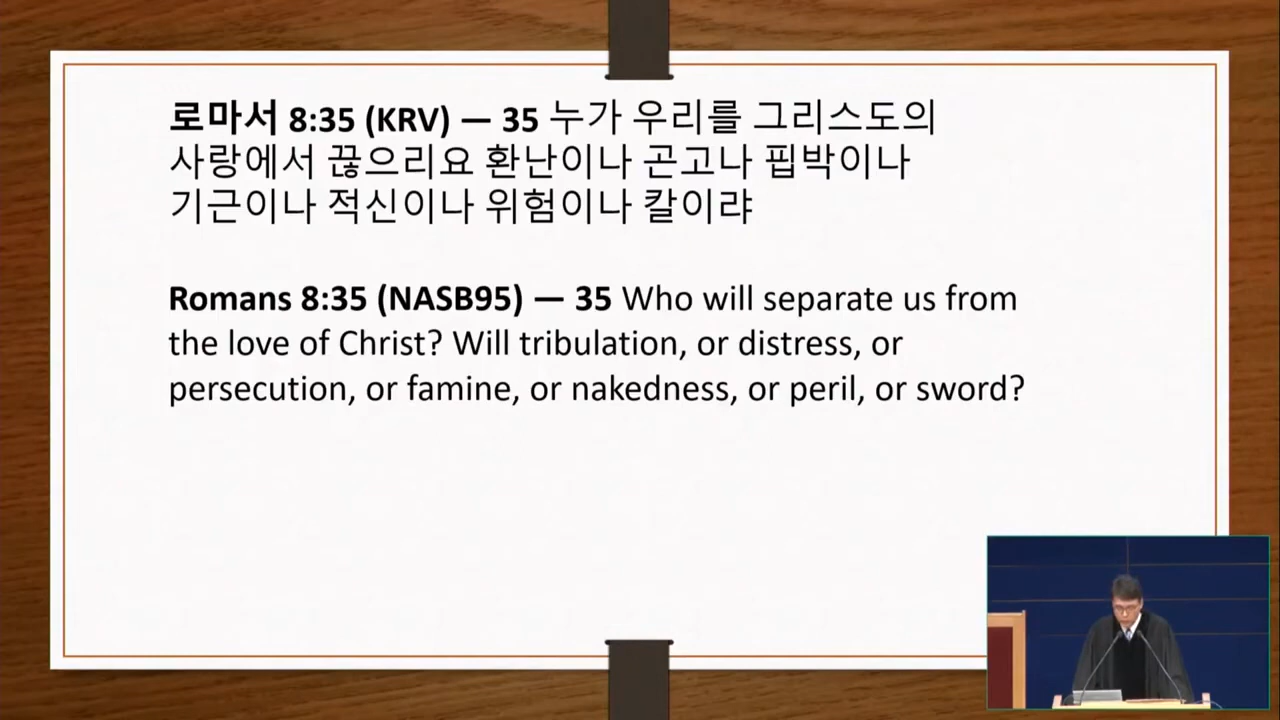 로마서 8:35 (KRV) — 35 누가 우리를 그리스도의
사랑에서 끊으리요 환난이나 곤고나 핍박이나
기근이나 적신이나 위험이나 칼이랴
Romans 8:35 (NASB95) — 35 Who will separate us from
the love of Christ? Will tribulation, or distress, or
persecution, or famine, or nakedness, or peril, or sword?